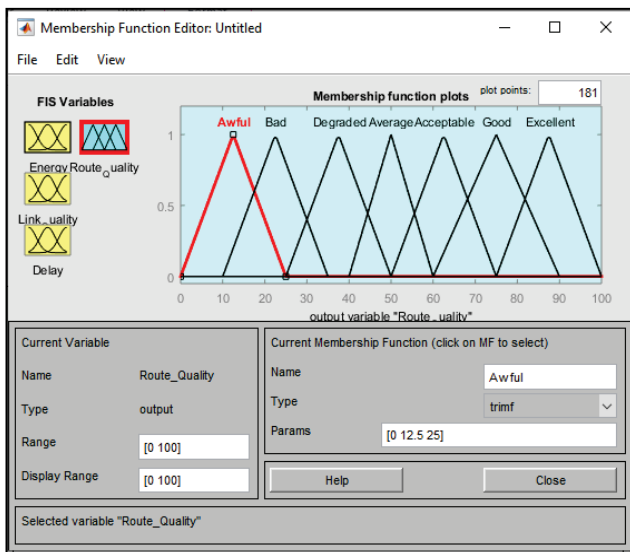 Membership Function Editor: Untitled
File Edit View
FIS Variables
Membership function plots
plot points:
181
Energy
Route_Quality
Link_uality
Delay
Awful Bad Degraded Average Acceptable Good Excellent
1
0.5
0
0 10 20 30 40 50 60 70 80 90 100
output variable "Route_uality"
Current Variable
Name Route_Quality
Type output
Range [0 100]
Display Range [0 100]
Current Membership Function (click on MF to select)
Name Awful
Type trimf
Params [0 12.5 25]
Help Close
Selected variable "Route_Quality"